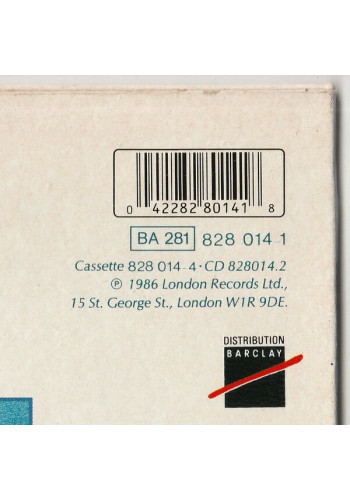 0 42282 80141 8
BA 281 828 014 1
Cassette 828 014 4 · CD 828014.2
℗ 1986 London Records Ltd.,
15 St. George St., London W1R 9DE.
DISTRIBUTION
BARCLAY